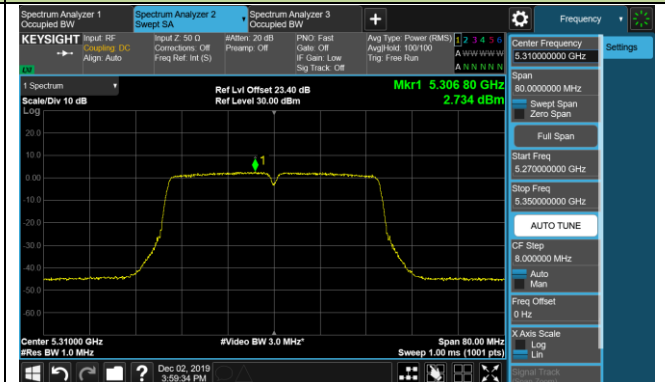 Spectrum Analyzer 1
Occupied BW
Spectrum Analyzer 2
Swept SA
Spectrum Analyzer 3
Occupied BW
+
Frequency
KEYSIGHT
Input: RF
Coupling: DC
Align: Auto
Input Z: 50 Ω
Corrections: Off
Freq Ref: Int (S)
#Atten: 20 dB
Preamp: Off
PNO: Fast
Gate: Off
IF Gain: Low
Sig Track: Off
Avg Type: Power (RMS)
Avg|Hold: 100/100
Trig: Free Run
1 2 3 4 5 6
A W W W W W
A N N N N N
1 Spectrum
Scale/Div 10 dB
Log
Ref Lvl Offset 23.40 dB
Ref Level 30.00 dBm
Mkr1 5.306 80 GHz
2.734 dBm
20.0
10.0
0.00
-10.0
-20.0
-30.0
-40.0
-50.0
-60.0
1
Center 5.31000 GHz
#Res BW 1.0 MHz
#Video BW 3.0 MHz*
Span 80.00 MHz
Sweep 1.00 ms (1001 pts)
Dec 02, 2019
3:59:34 PM
Center Frequency
5.310000000 GHz
Settings
Span
80.0000000 MHz
Swept Span
Zero Span
Full Span
Start Freq
5.270000000 GHz
Stop Freq
5.350000000 GHz
AUTO TUNE
CF Step
8.000000 MHz
Auto
Man
Freq Offset
0 Hz
X Axis Scale
Log
Lin
Signal Track